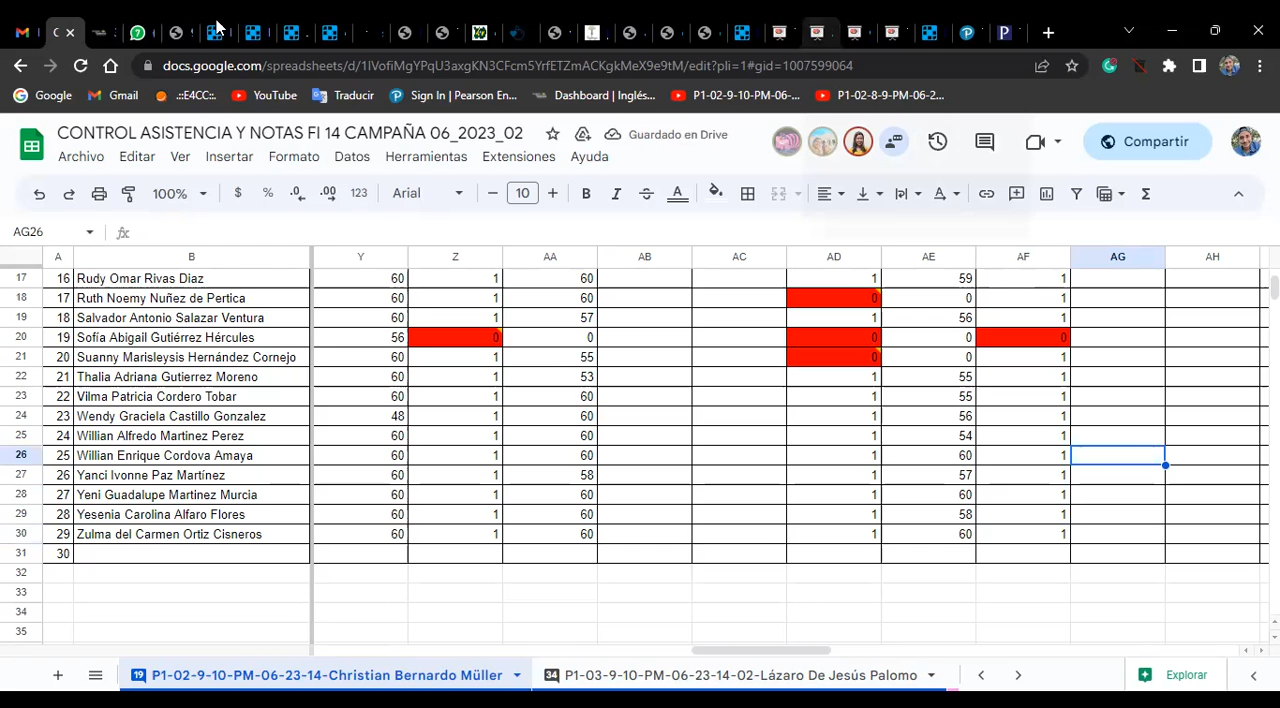 7
docs.google.com/spreadsheets/d/1IVofiMqYPqU3axgKN3CFcm5YrfETZmACKgkMeX9e9tM/edit?pli=1#gid=1007599064
Google Gmail .::E4CC::. YouTube Traducir Sign In | Pearson En... Dashboard | Inglés,... P1-02-9-10-PM-06-... P1-02-8-9-PM-06-2...
CONTROL ASISTENCIA Y NOTAS FI 14 CAMPAÑA 06_2023_02 Guardado en Drive
Archivo Editar Ver Insertar Formato Datos Herramientas Extensiones Ayuda Compartir
100% $ % .0 .00 123 Arial 10 B I A
AG26 fx
A B Y Z AA AB AC AD AE AF AG AH
17 16 Rudy Omar Rivas Diaz 60 1 60 1 59 1
18 17 Ruth Noemy Nuñez de Pertica 60 1 60 0 0 1
19 18 Salvador Antonio Salazar Ventura 60 1 57 1 56 1
20 19 Sofía Abigail Gutiérrez Hércules 56 0 0 0 0 0
21 20 Suanny Marisleysis Hernández Cornejo 60 1 55 0 0 1
22 21 Thalia Adriana Gutierrez Moreno 60 1 53 1 55 1
23 22 Vilma Patricia Cordero Tobar 60 1 60 1 55 1
24 23 Wendy Graciela Castillo Gonzalez 48 1 60 1 56 1
25 24 Willian Alfredo Martinez Perez 60 1 60 1 54 1
26 25 Willian Enrique Cordova Amaya 60 1 60 1 60 1
27 26 Yanci Ivonne Paz Martínez 60 1 58 1 57 1
28 27 Yeni Guadalupe Martinez Murcia 60 1 60 1 60 1
29 28 Yesenia Carolina Alfaro Flores 60 1 60 1 58 1
30 29 Zulma del Carmen Ortiz Cisneros 60 1 60 1 60 1
31 30
32
33
34
35
19 P1-02-9-10-PM-06-23-14-Christian Bernardo Müller 34 P1-03-9-10-PM-06-23-14-02-Lázaro De Jesús Palomo Explorar